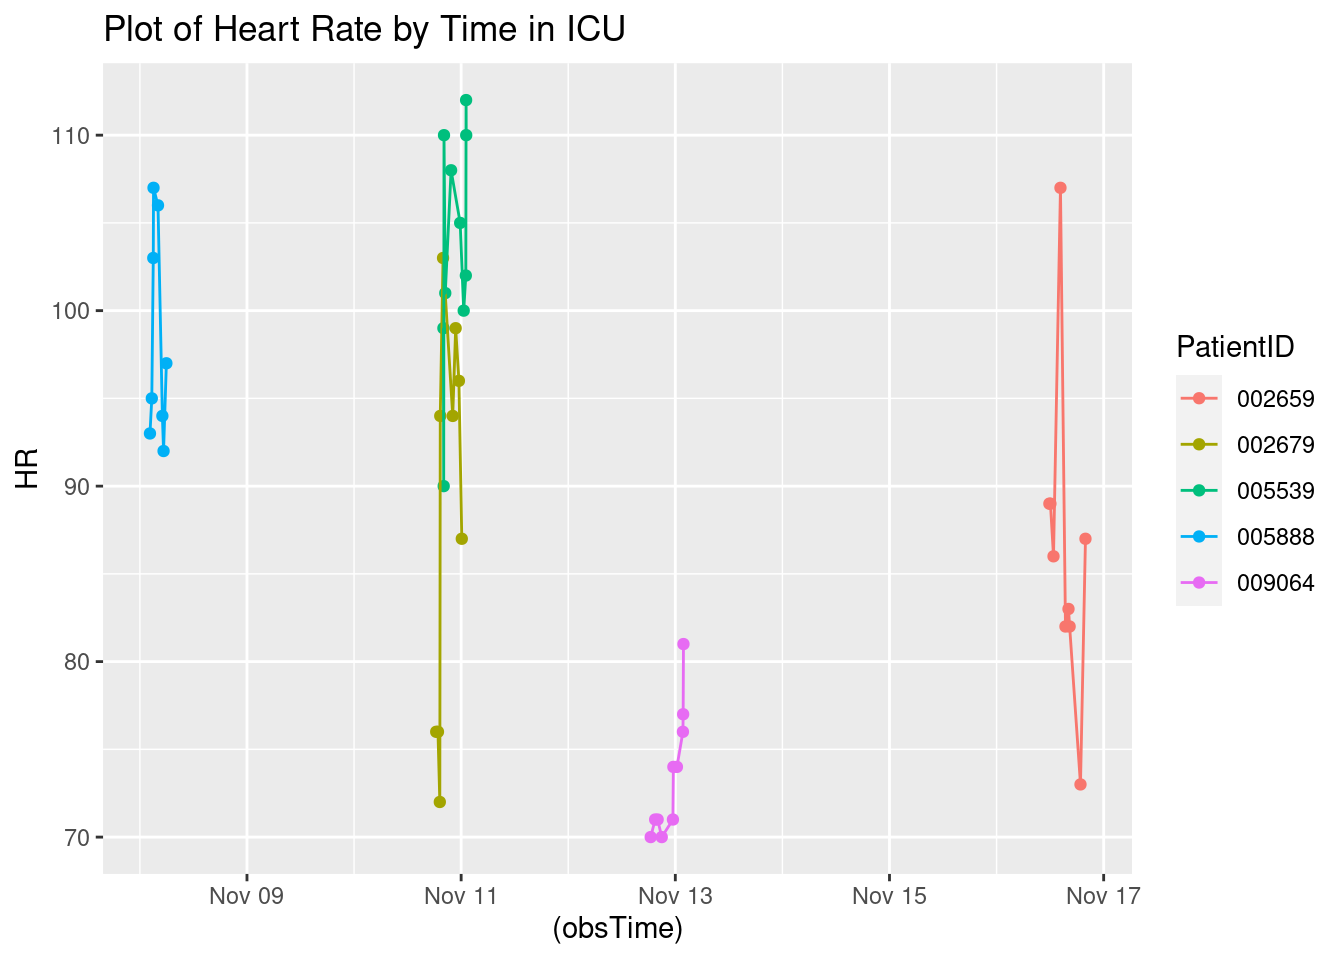 Plot of Heart Rate by Time in ICU
110
100
90
80
70
HR
Nov 09
Nov 11
Nov 13
Nov 15
Nov 17
(obsTime)
PatientID
002659
002679
005539
005888
009064